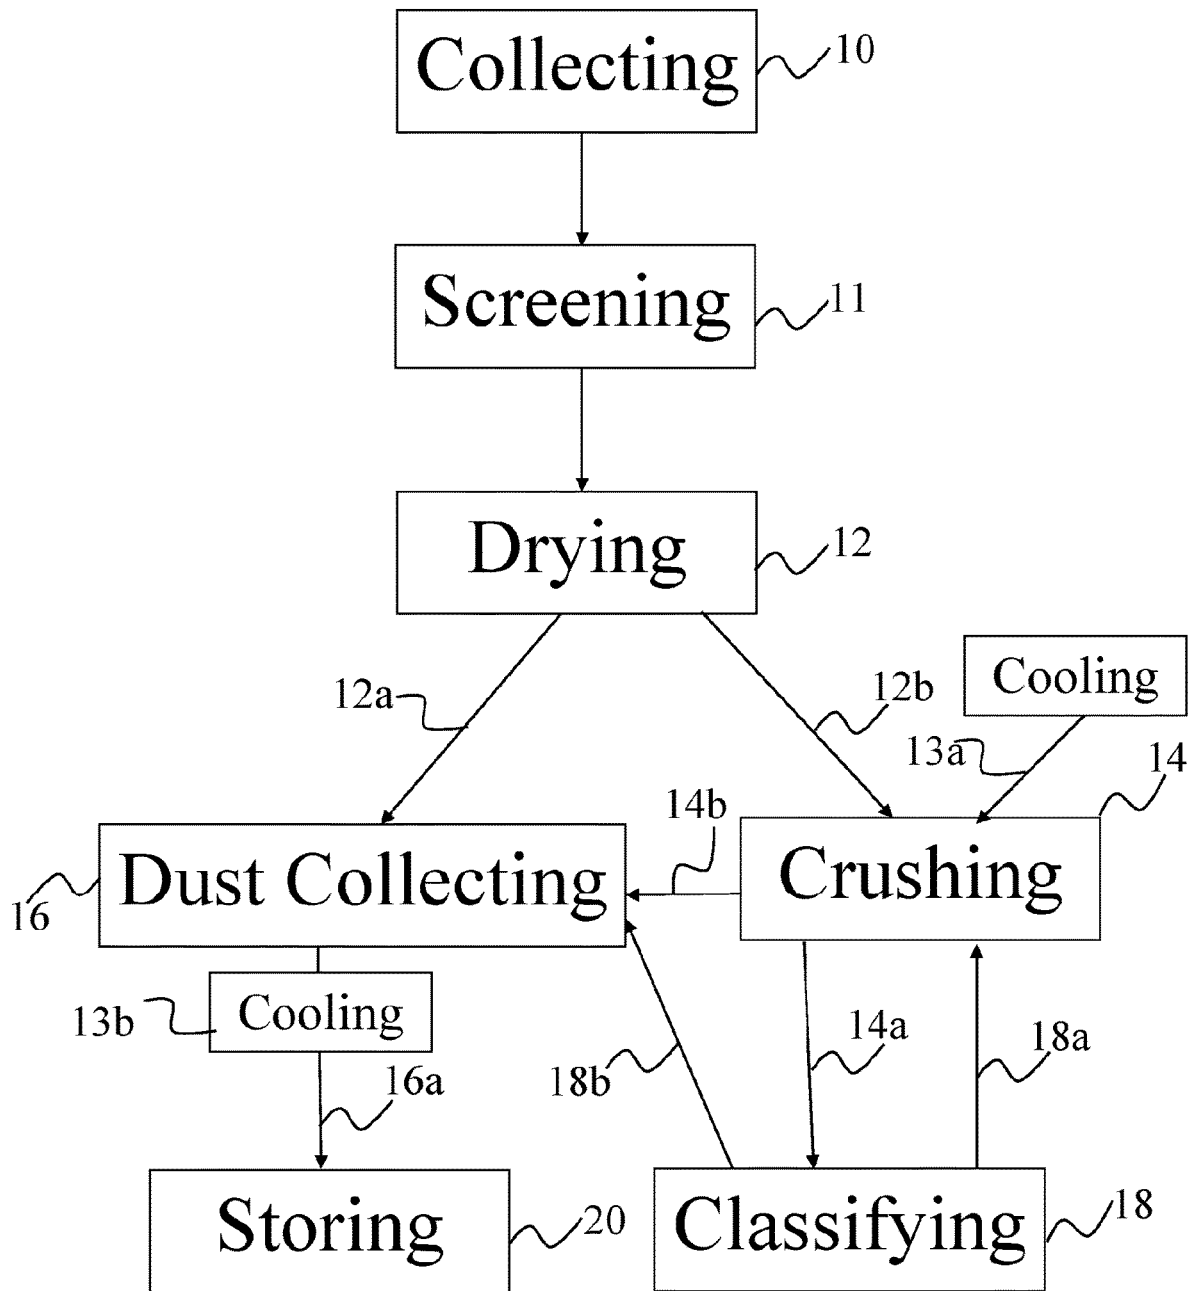 Collecting
10
Screening
11
Drying
12
12a
12b
Cooling
13a
14
14b
Dust Collecting
Crushing
16
Cooling
13b
14a
18a
16a
18b
Storing
20
Classifying
18